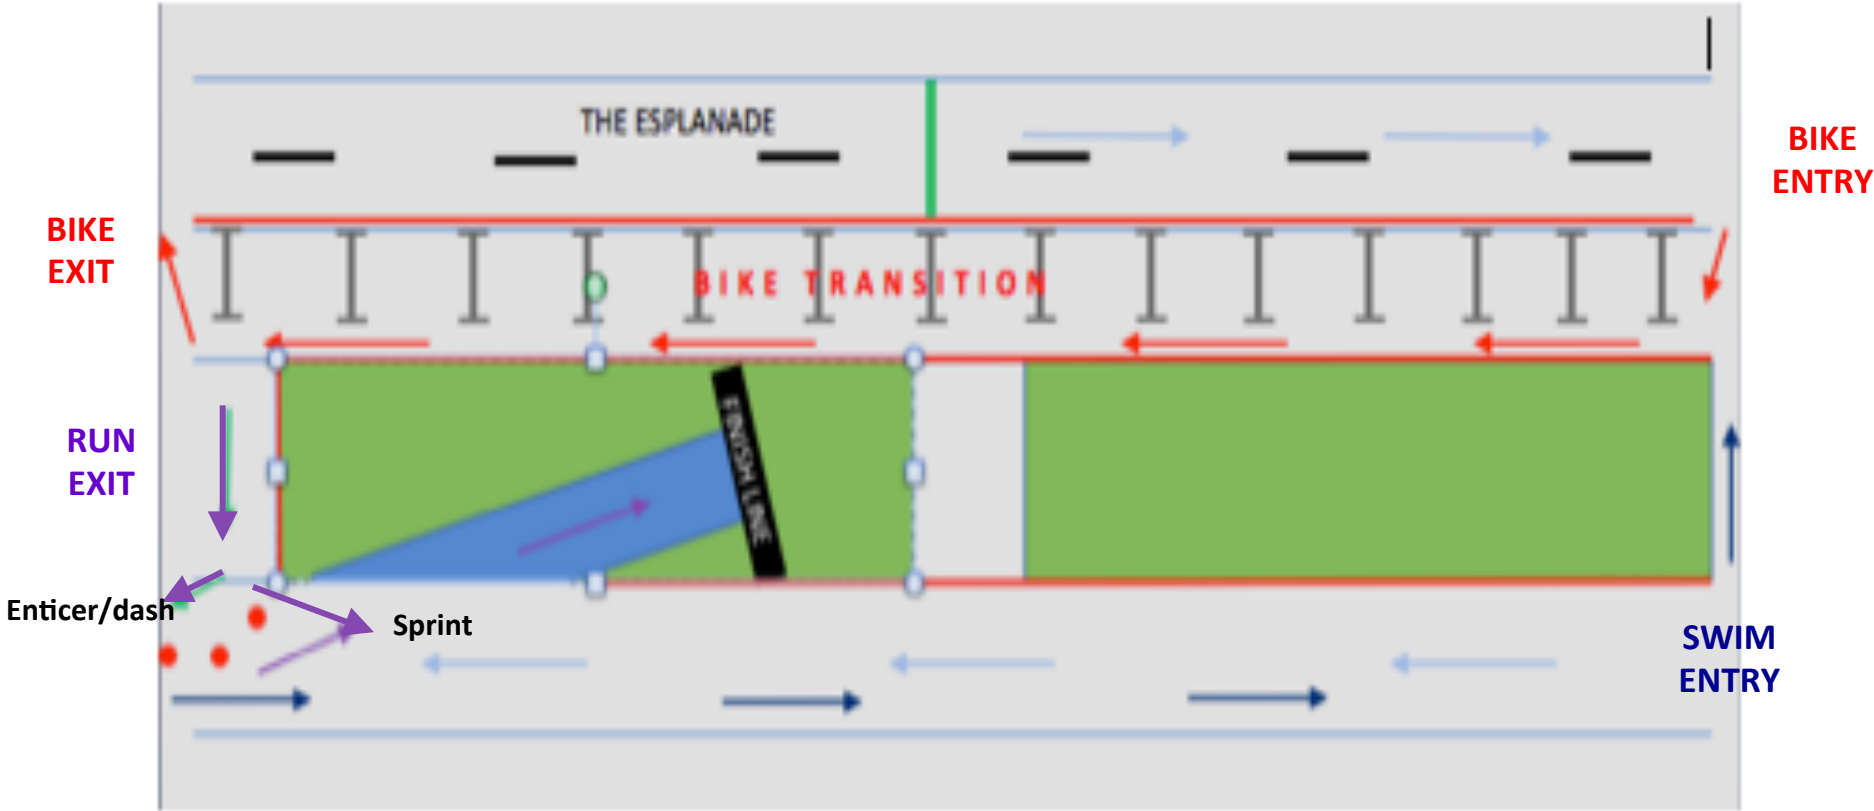 THE ESPLANADE
BIKE
ENTRY
BIKE
EXIT
BIKE TRANSITION
FINISH LINE
RUN
EXIT
Enticer/dash
Sprint
SWIM
ENTRY